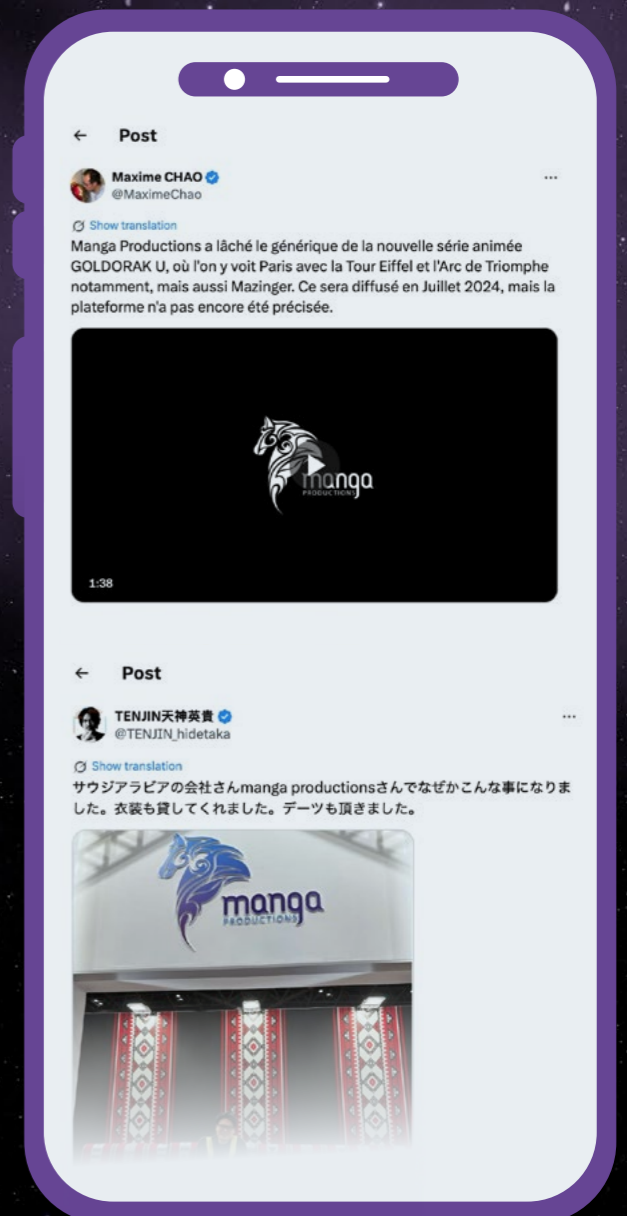 Post
Maxime CHAO
@MaximeChao
Show translation
Manga Productions a lâché le générique de la nouvelle série animée
GOLDORAK U, où l'on y voit Paris avec la Tour Eiffel et l'Arc de Triomphe
notamment, mais aussi Mazinger. Ce sera diffusé en Juillet 2024, mais la
plateforme n'a pas encore été précisée.
manga
PRODUCTIONS
1:38
Post
TENJIN天神英貴
@TENJIN_hidetaka
Show translation
サウジアラビアの会社さんmanga productionsさんでなぜかこんな事になりま
した。衣装も貸してくれました。デーツも頂きました。
manga
PRODUCTIONS